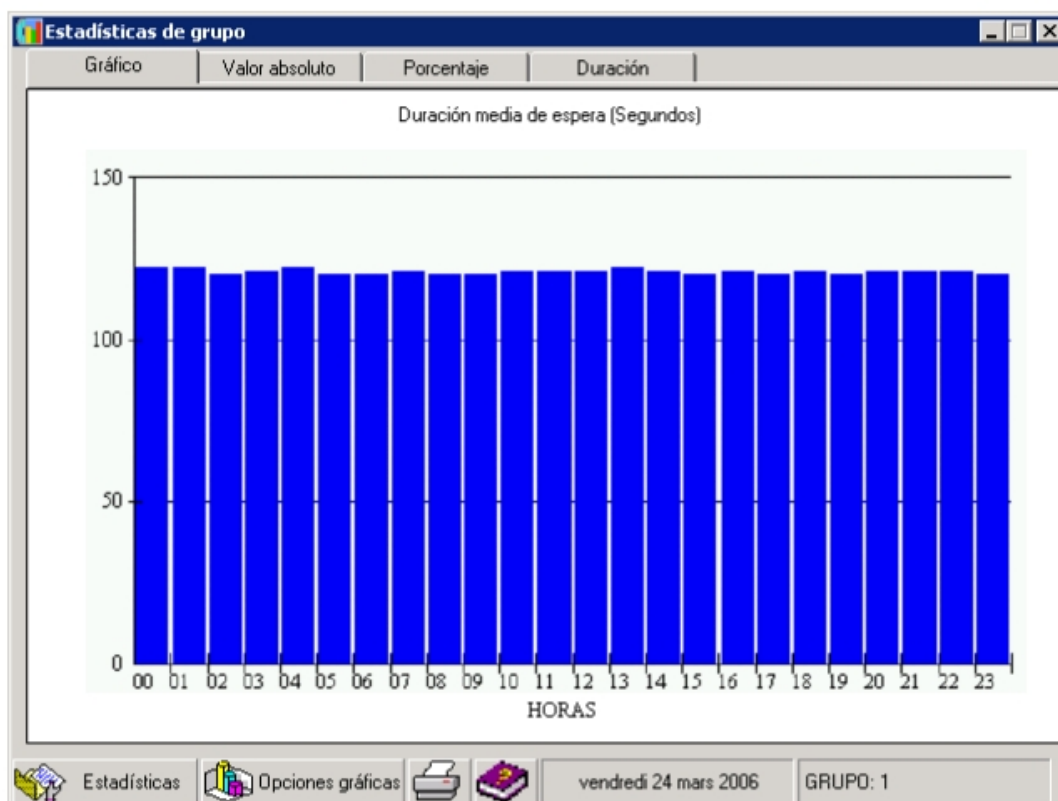 Estadísticas de grupo
Gráfico Valor absoluto Porcentaje Duración
Duración media de espera (Segundos)
150
100
50
0
00 01 02 03 04 05 06 07 08 09 10 11 12 13 14 15 16 17 18 19 20 21 22 23
HORAS
Estadísticas Opciones gráficas vendredi 24 mars 2006 GRUPO: 1